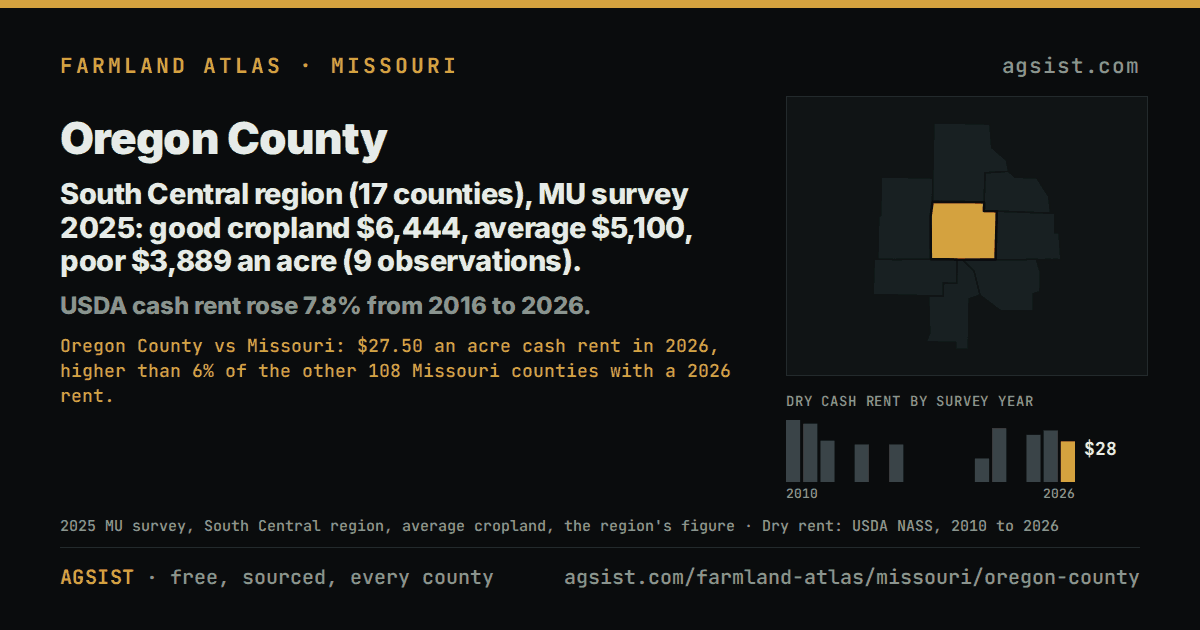 FARMLAND ATLAS · MISSOURI
agsist.com
Oregon County
South Central region (17 counties), MU survey
2025: good cropland $6,444, average $5,100,
poor $3,889 an acre (9 observations).
USDA cash rent rose 7.8% from 2016 to 2026.
Oregon County vs Missouri: $27.50 an acre cash rent in 2026,
higher than 6% of the other 108 Missouri counties with a 2026
rent.
DRY CASH RENT BY SURVEY YEAR
$28
2010 2026
2025 MU survey, South Central region, average cropland, the region's figure · Dry rent: USDA NASS, 2010 to 2026
AGSIST · free, sourced, every county
agsist.com/farmland-atlas/missouri/oregon-county